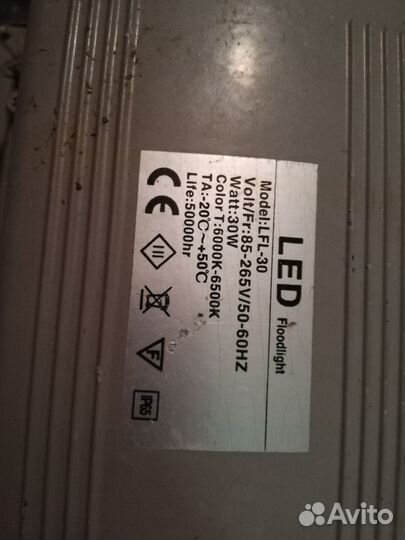 LED
Floodlight
Model:LFL-30
Volt/Fr:85-265V/50-60HZ
Watt:30W
Color T:6000K-6500K
TA:-20℃~+50℃
Life:50000hr
CE
III
F
IP65
Avito